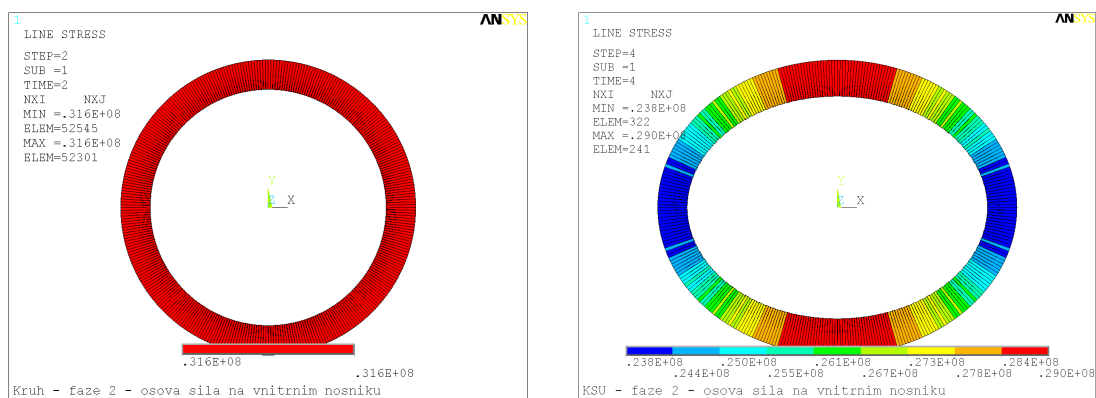 1
ANSYS
LINE STRESS
STEP=2
SUB =1
TIME=2
NXI NXJ
MIN =.316E+08
ELEM=52545
MAX =.316E+08
ELEM=52301
Y
Z X
.316E+08
.316E+08
Kruh - faze 2 - osova sila na vnitrnim nosniku
1
ANSYS
LINE STRESS
STEP=4
SUB =1
TIME=4
NXI NXJ
MIN =.238E+08
ELEM=322
MAX =.290E+08
ELEM=241
Y
Z X
.238E+08 .250E+08 .261E+08 .273E+08 .284E+08
.244E+08 .255E+08 .267E+08 .278E+08 .290E+08
KSU - faze 2 - osova sila na vnitrnim nosniku